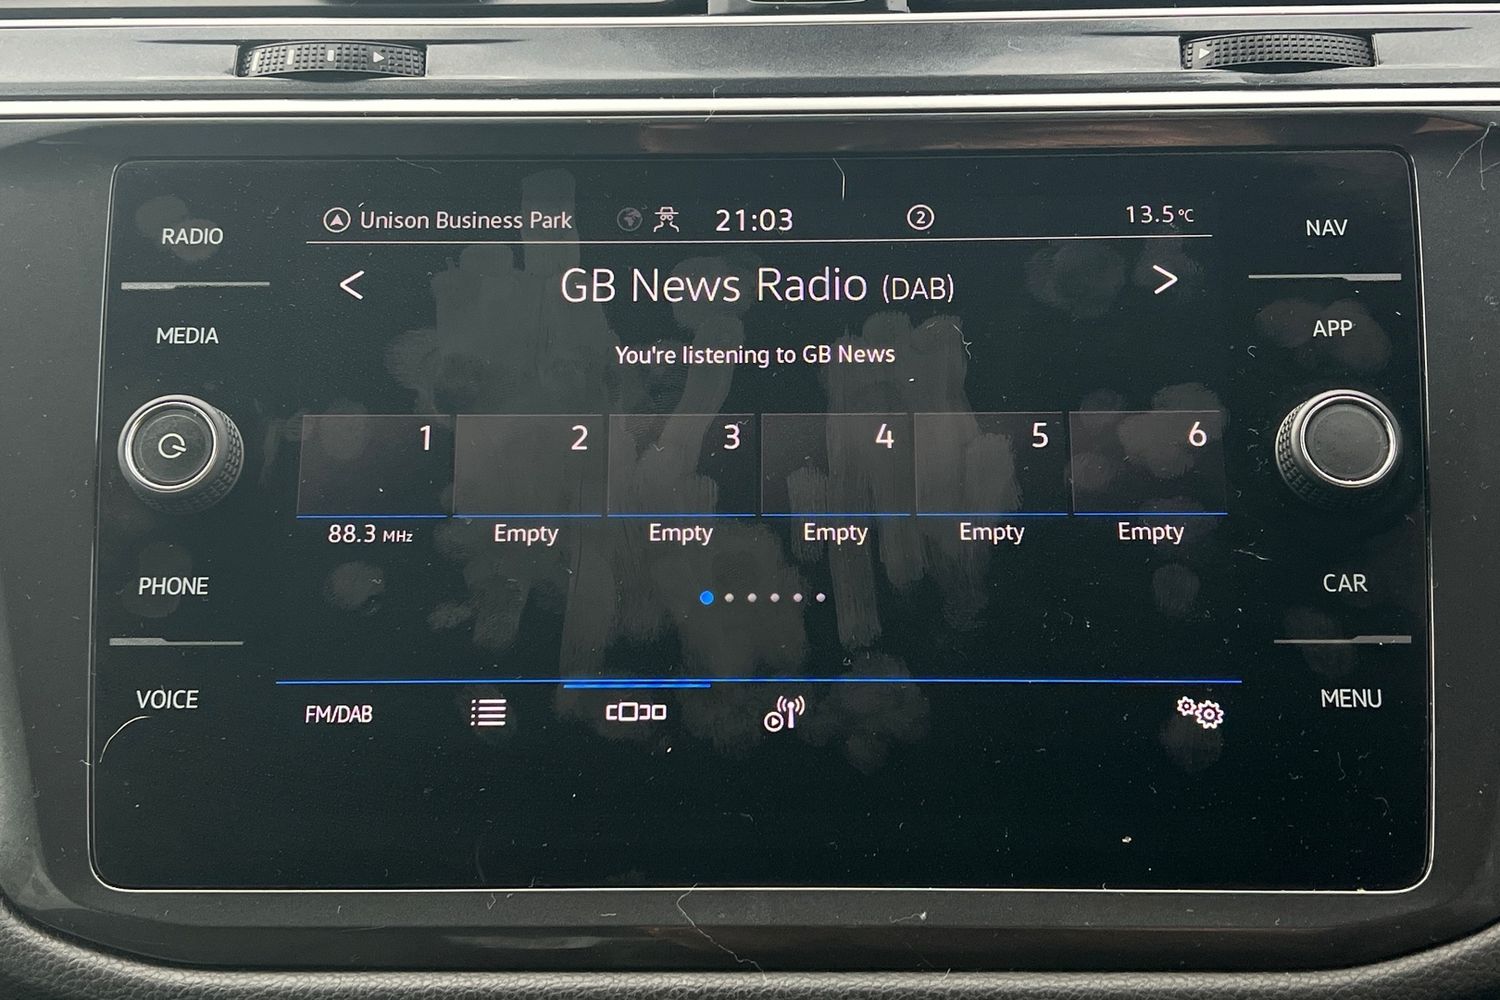 RADIO
MEDIA
PHONE
VOICE
Unison Business Park
21:03
2
13.5°C
GB News Radio (DAB)
You're listening to GB News
1
2
3
4
5
6
88.3 MHz
Empty
Empty
Empty
Empty
Empty
FM/DAB
NAV
APP
CAR
MENU